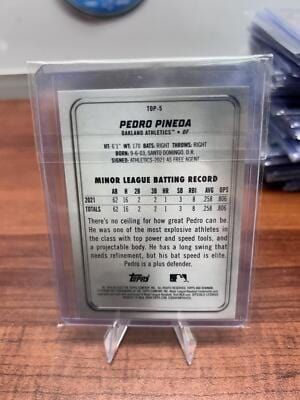 TOP-5
PEDRO PINEDA
OAKLAND ATHLETICS™ • OF
HT: 6'1" WT: 170 BATS: RIGHT THROWS: RIGHT
BORN: 9-6-03, SANTO DOMINGO, D.R.
SIGNED: ATHLETICS-2021 AS FREE AGENT
MINOR LEAGUE BATTING RECORD
AB H 2B 3B HR SB RBI AVG OPS
2021 62 16 2 2 1 3 8 .258 .806
TOTALS 62 16 2 2 1 3 8 .258 .806
There's no ceiling for how great Pedro can be.
He was one of the most explosive athletes in
the class with top power and speed tools, and
a projectable body. He has a long swing that
needs refinement, but his bat speed is elite.
Pedro is a plus defender.
Topps